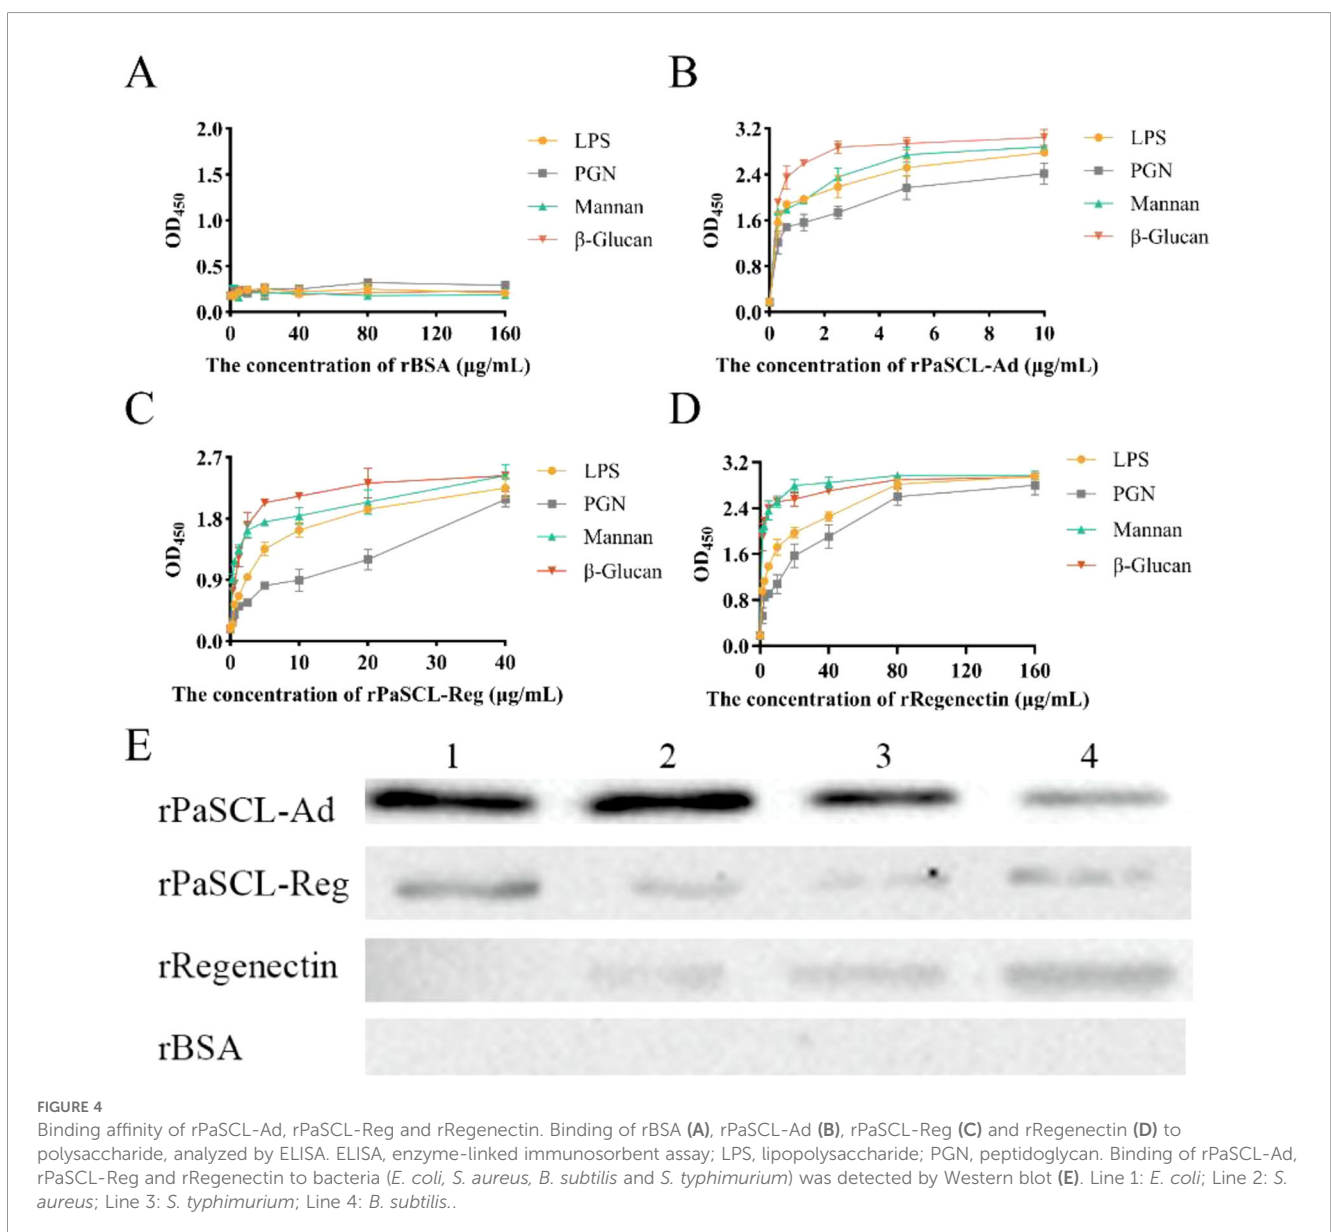 A
2.0
1.5
1.0
0.5
0.0
OD450
0 40 80 120 160
The concentration of rBSA (μg/mL)
LPS
PGN
Mannan
β-Glucan
B
3.2
2.4
1.6
0.8
0.0
OD450
0 2 4 6 8 10
The concentration of rPaSCL-Ad (μg/mL)
LPS
PGN
Mannan
β-Glucan
C
2.7
1.8
0.9
0.0
OD450
0 10 20 30 40
The concentration of rPaSCL-Reg (μg/mL)
LPS
PGN
Mannan
β-Glucan
D
3.2
2.4
1.6
0.8
0.0
OD450
0 40 80 120 160
The concentration of rRegenectin (μg/mL)
LPS
PGN
Mannan
β-Glucan
E
1 2 3 4
rPaSCL-Ad
rPaSCL-Reg
rRegenectin
rBSA
FIGURE 4
Binding affinity of rPaSCL-Ad, rPaSCL-Reg and rRegenectin. Binding of rBSA (A), rPaSCL-Ad (B), rPaSCL-Reg (C) and rRegenectin (D) to
polysaccharide, analyzed by ELISA. ELISA, enzyme-linked immunosorbent assay; LPS, lipopolysaccharide; PGN, peptidoglycan. Binding of rPaSCL-Ad,
rPaSCL-Reg and rRegenectin to bacteria (E. coli, S. aureus, B. subtilis and S. typhimurium) was detected by Western blot (E). Line 1: E. coli; Line 2: S.
aureus; Line 3: S. typhimurium; Line 4: B. subtilis..